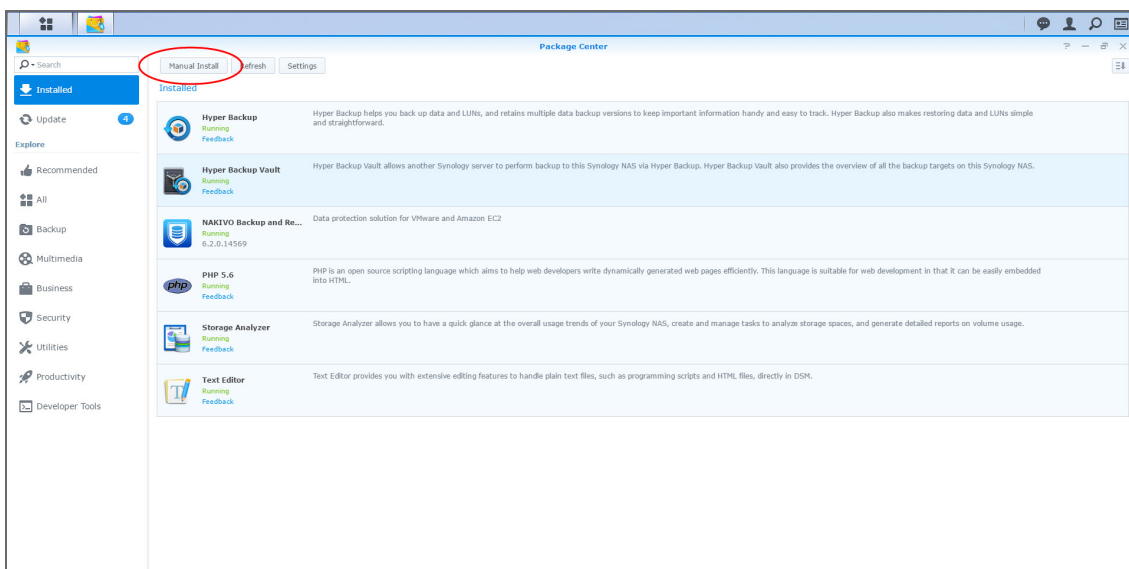 Package Center
Search
Manual Install Refresh Settings
Installed
Installed
Update 4
Explore
Recommended
All
Backup
Multimedia
Business
Security
Utilities
Productivity
Developer Tools
Hyper Backup
Running
Feedback
Hyper Backup helps you back up data and LUNs, and retains multiple data backup versions to keep important information handy and easy to track. Hyper Backup also makes restoring data and LUNs simple
and straightforward.
Hyper Backup Vault
Running
Feedback
Hyper Backup Vault allows another Synology server to perform backup to this Synology NAS via Hyper Backup. Hyper Backup Vault also provides the overview of all the backup targets on this Synology NAS.
NAKIVO Backup and Re...
Running
6.2.0.14569
Data protection solution for VMware and Amazon EC2
php
PHP 5.6
Running
Feedback
PHP is an open source scripting language which aims to help web developers write dynamically generated web pages efficiently. This language is suitable for web development in that it can be easily embedded
into HTML.
Storage Analyzer
Running
Feedback
Storage Analyzer allows you to have a quick glance at the overall usage trends of your Synology NAS, create and manage tasks to analyze storage spaces, and generate detailed reports on volume usage.
Text Editor
Running
Feedback
Text Editor provides you with extensive editing features to handle plain text files, such as programming scripts and HTML files, directly in DSM.